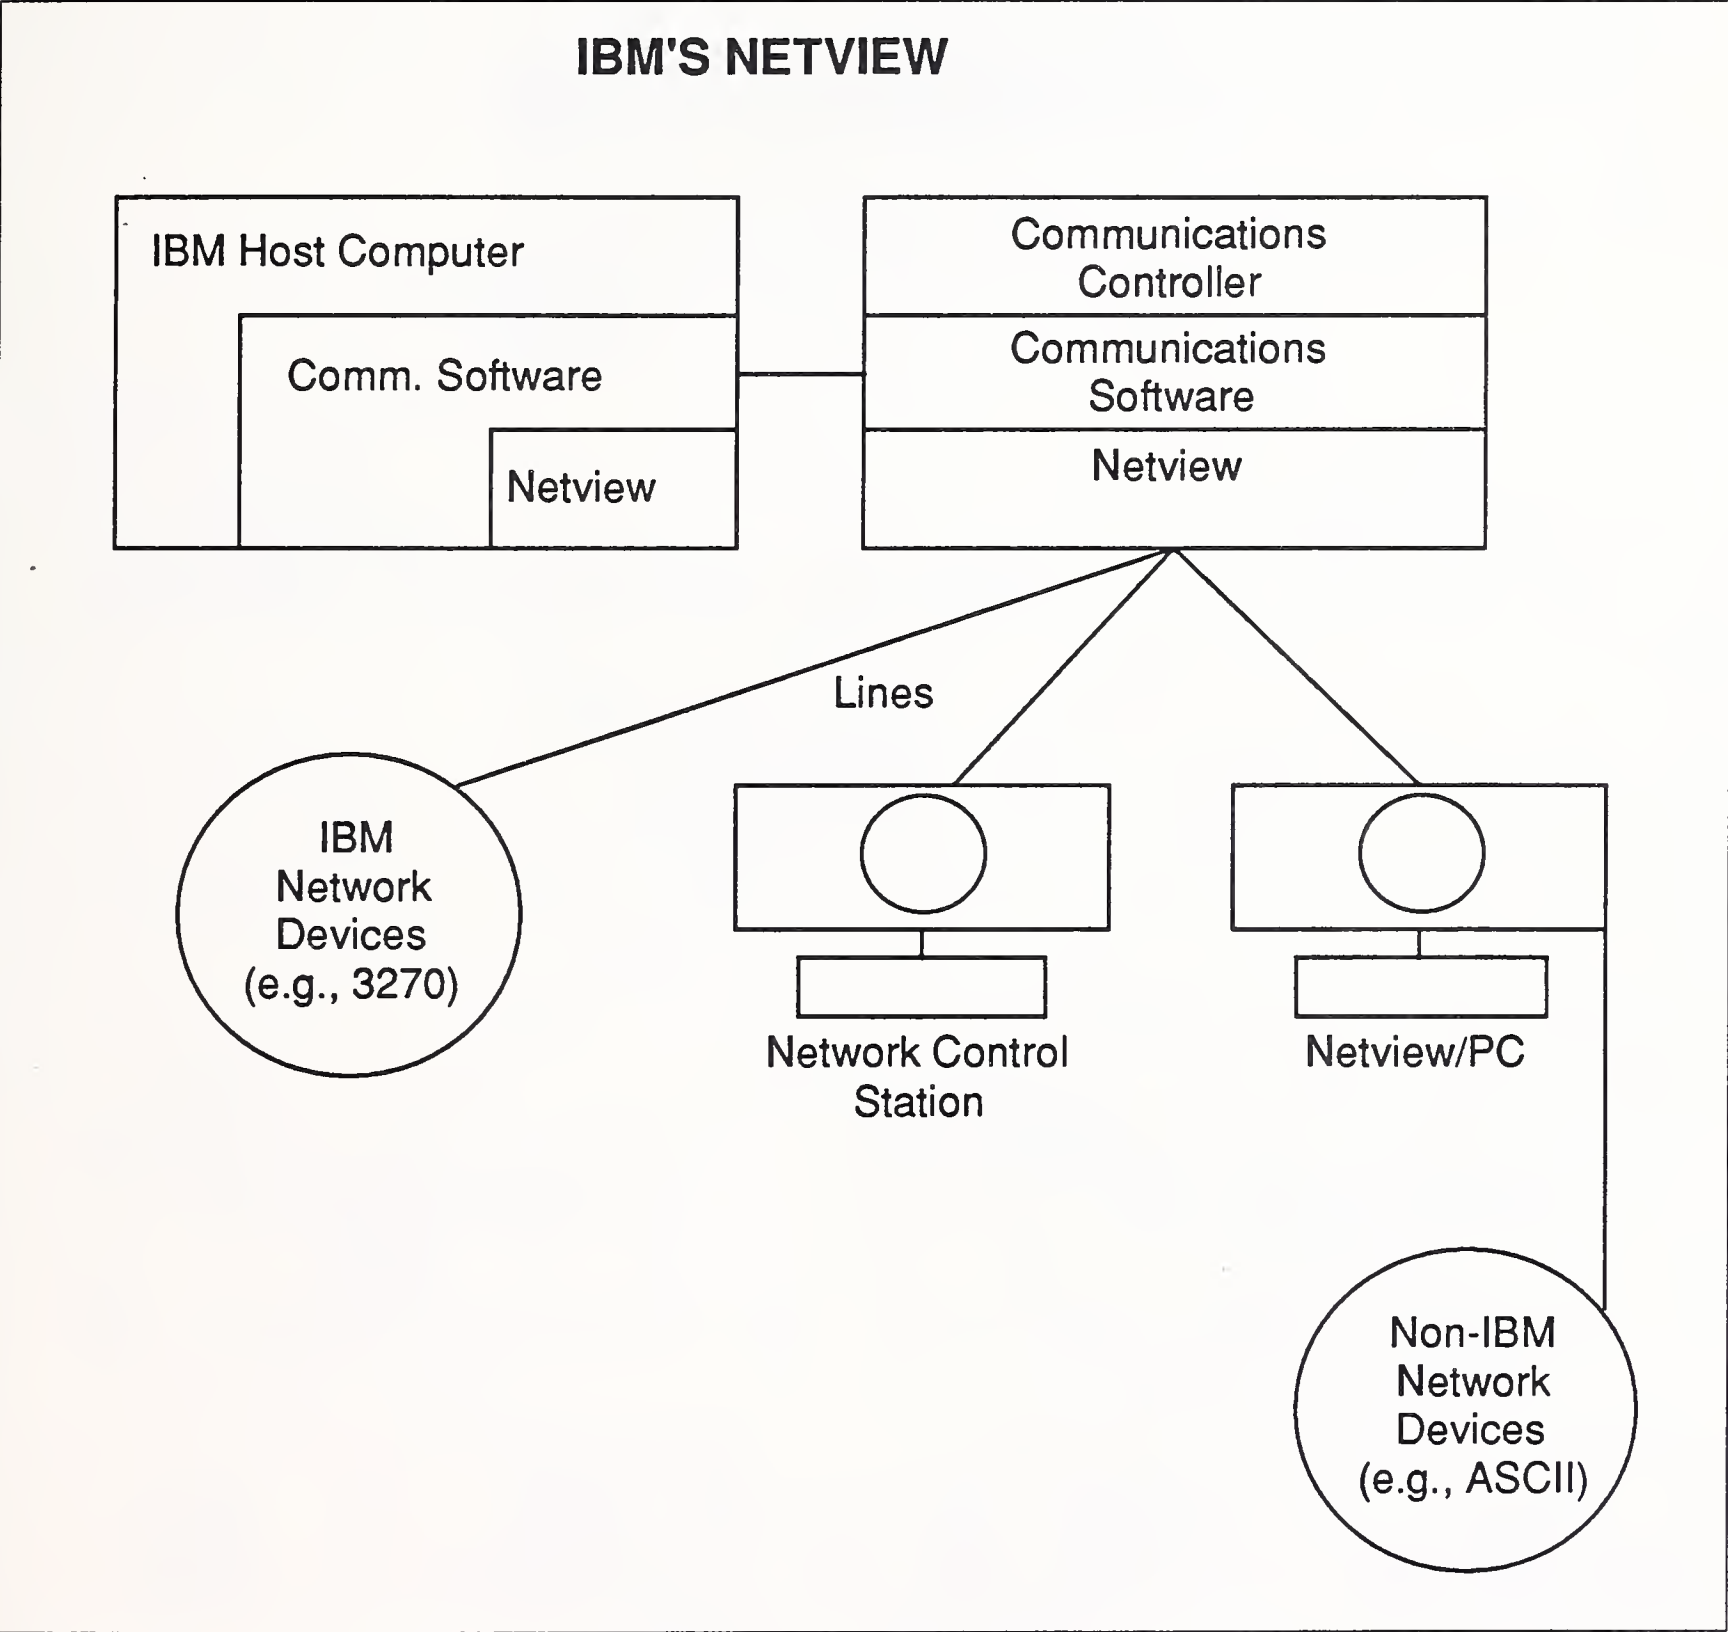 IBM'S NETVIEW
IBM Host Computer
Comm. Software
Netview
Communications
Controller
Communications
Software
Netview
Lines
IBM
Network
Devices
(e.g., 3270)
Network Control
Station
Netview/PC
Non-IBM
Network
Devices
(e.g., ASCII)